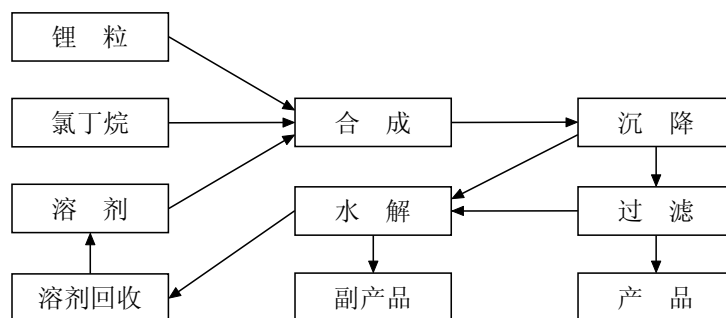 锂 粒
氯丁烷
合 成
沉 降
溶 剂
水 解
过 滤
溶剂回收
副产品
产 品